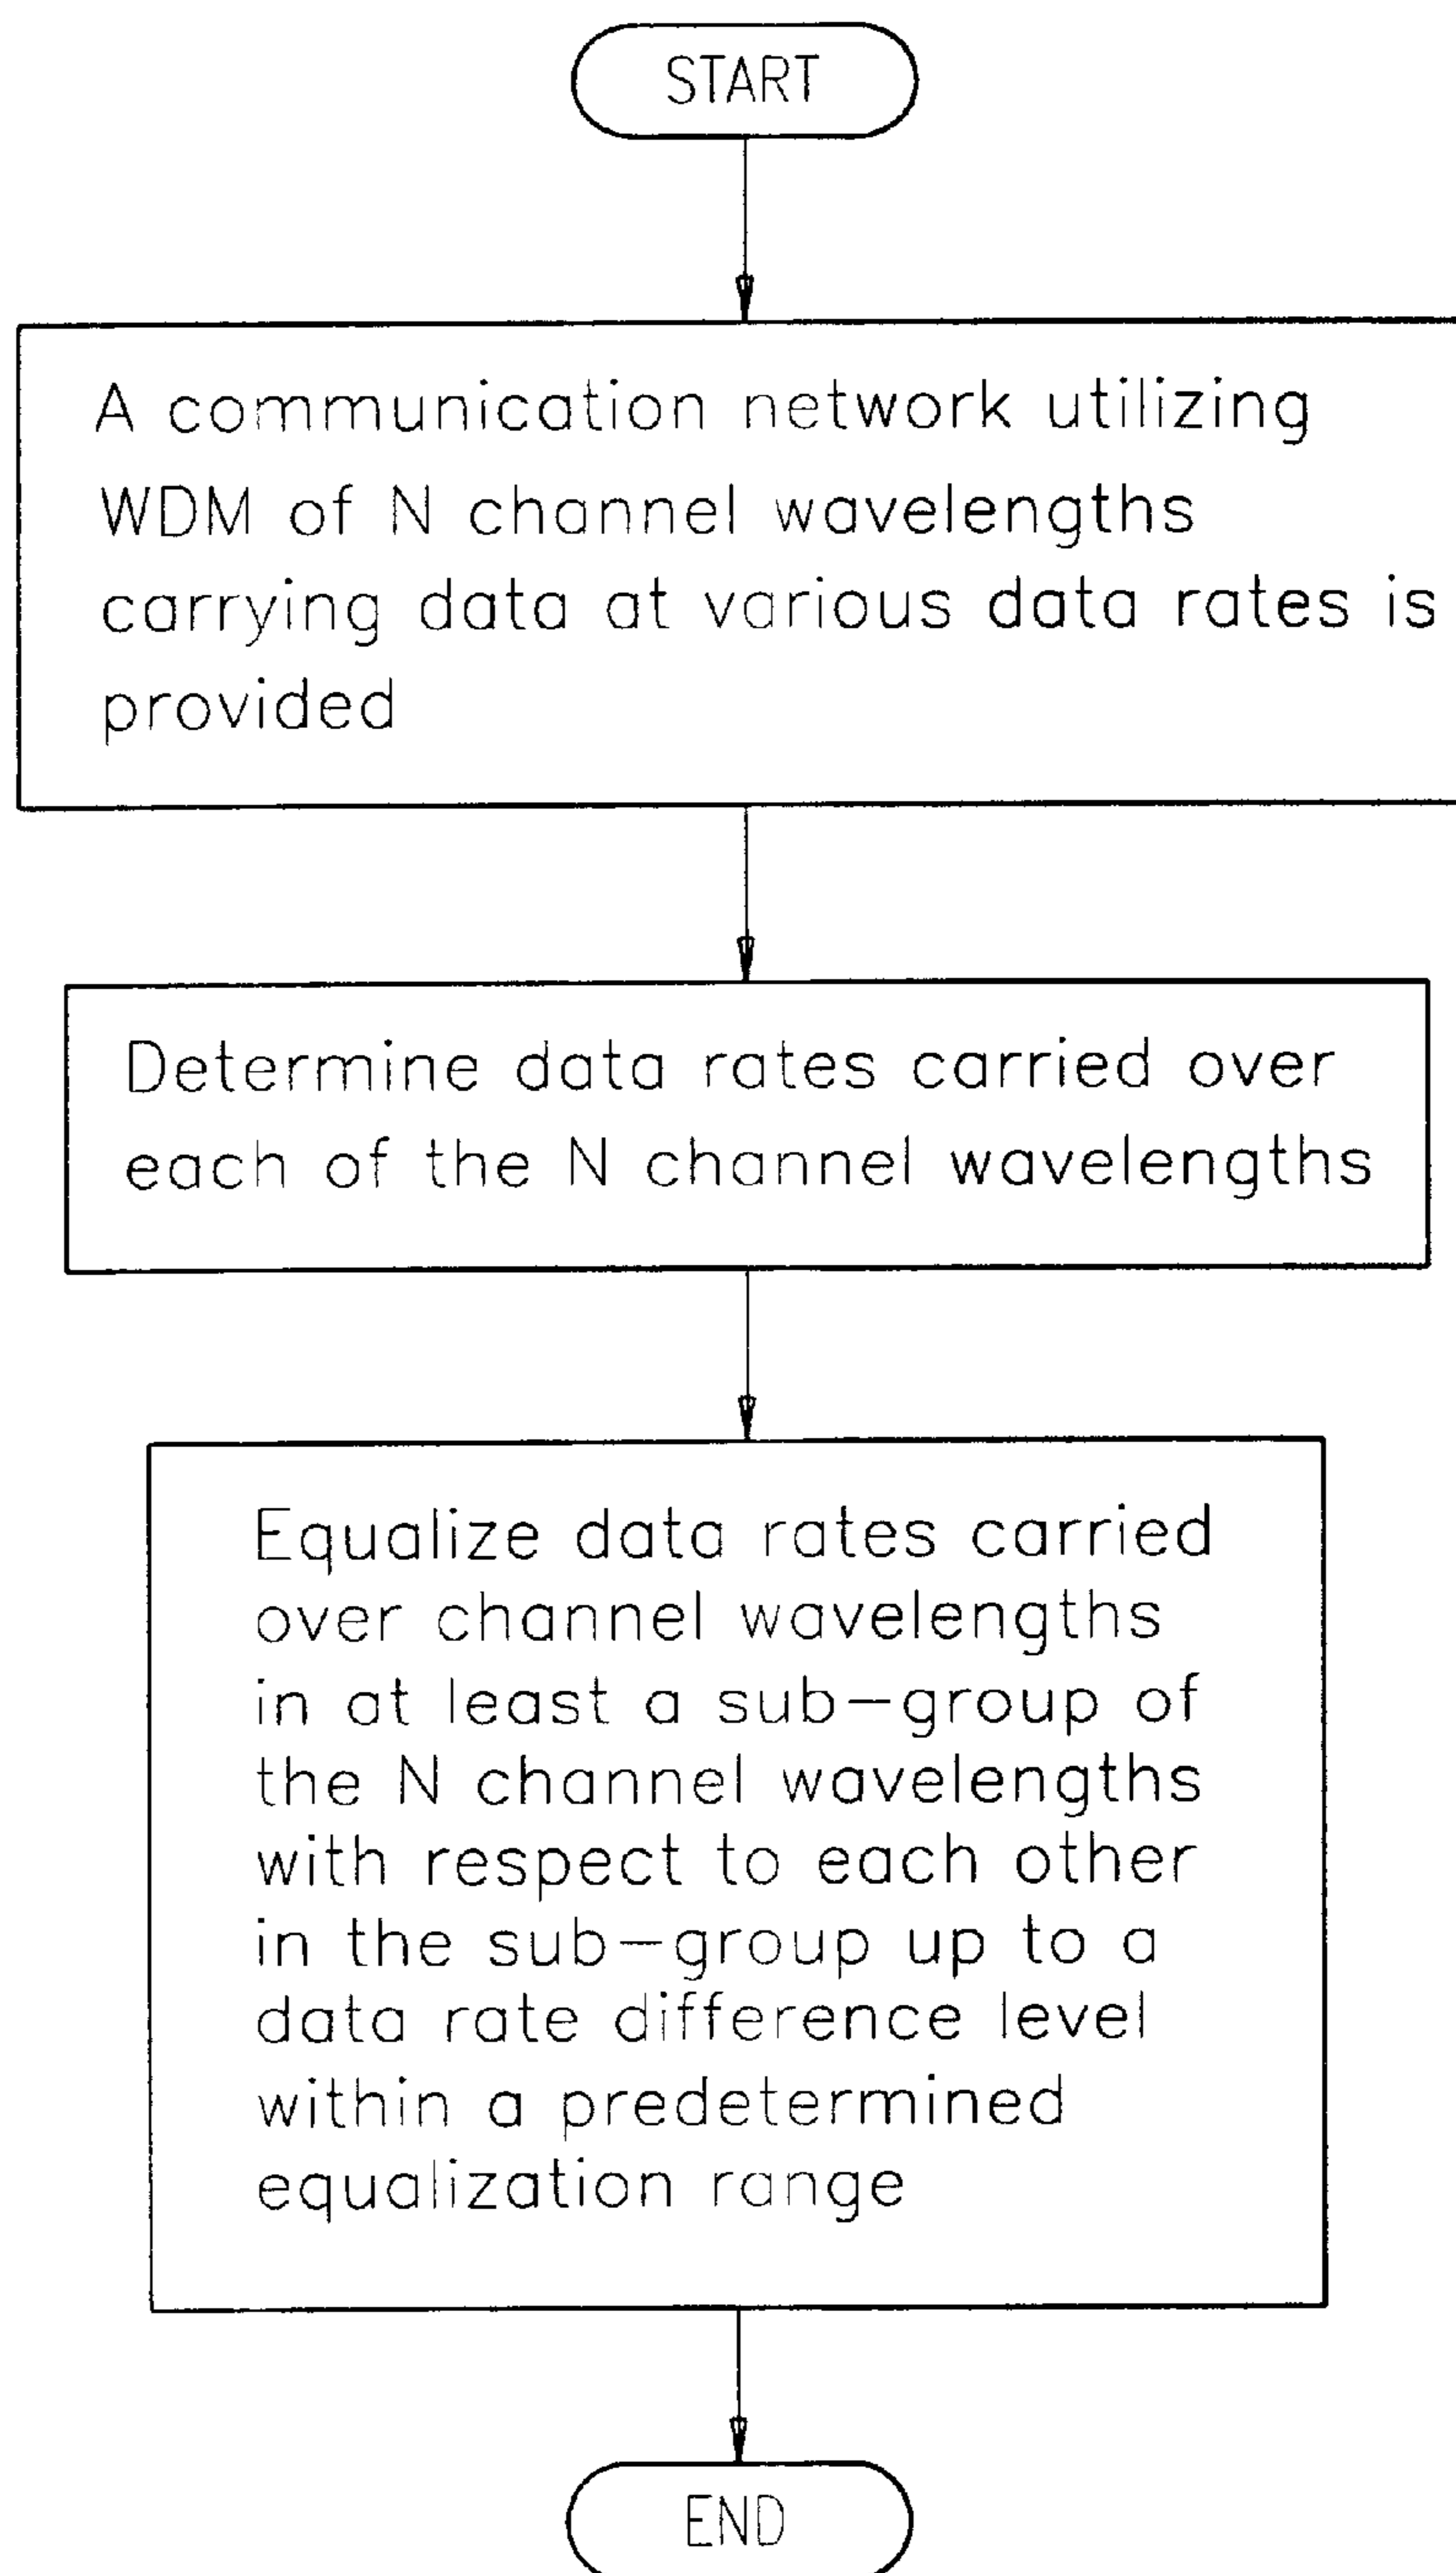 START
A communication network utilizing
WDM of N channel wavelengths
carrying data at various data rates is
provided
Determine data rates carried over
each of the N channel wavelengths
Equalize data rates carried
over channel wavelengths
in at least a sub-group of
the N channel wavelengths
with respect to each other
in the sub-group up to a
data rate difference level
within a predetermined
equalization range
END